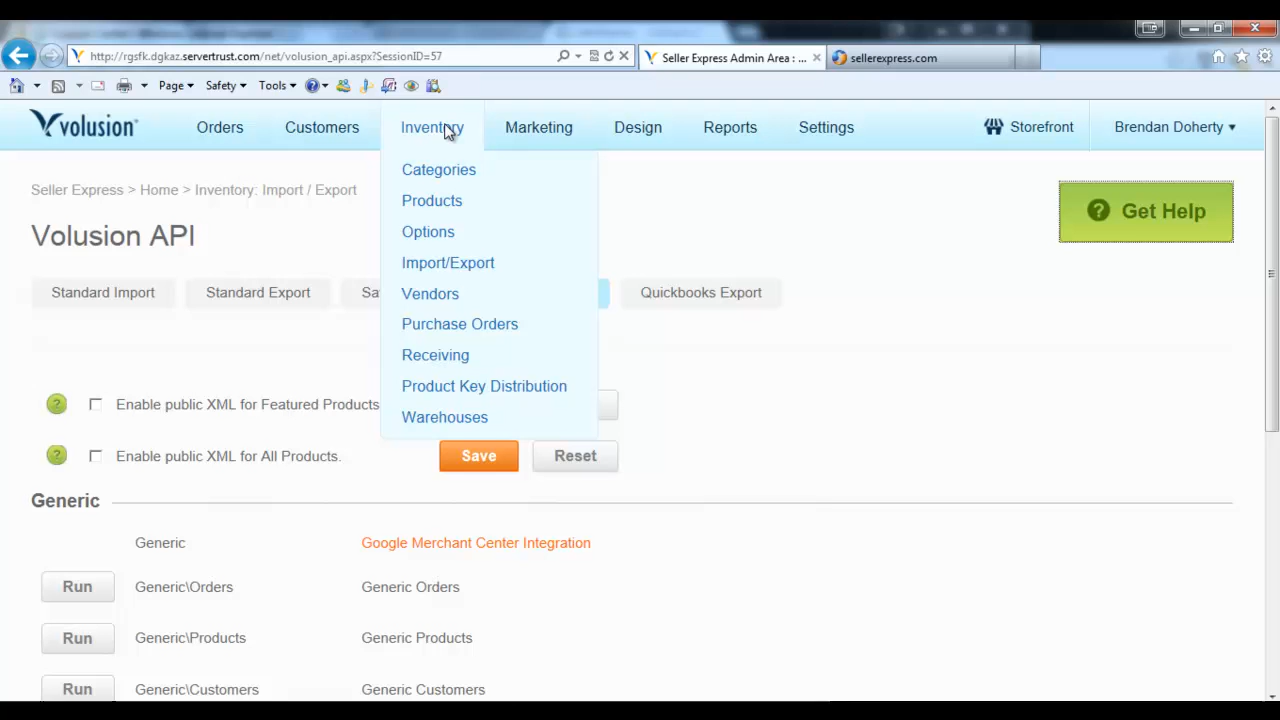 http://rgsfk.dgkaz.servertrust.com/net/volusion_api.aspx?SessionID=57
Seller Express Admin Area : ...
sellerexpress.com
Page Safety Tools
Volusion
Orders Customers Inventory Marketing Design Reports Settings Storefront Brendan Doherty
Categories
Products
Options
Import/Export
Vendors
Purchase Orders
Receiving
Product Key Distribution
Warehouses
Seller Express > Home > Inventory: Import / Export
? Get Help
Volusion API
Standard Import Standard Export Sa Quickbooks Export
? Enable public XML for Featured Products
? Enable public XML for All Products. Save Reset
Generic
Generic Google Merchant Center Integration
Run Generic\Orders Generic Orders
Run Generic\Products Generic Products
Run Generic\Customers Generic Customers